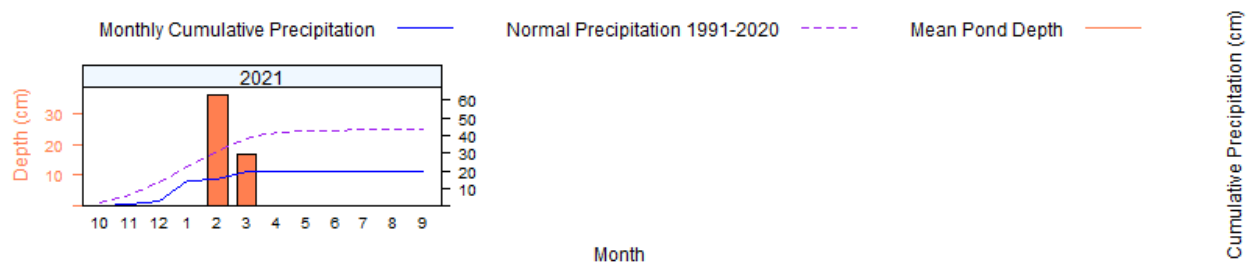 Monthly Cumulative Precipitation Normal Precipitation 1991-2020 Mean Pond Depth
2021
Depth (cm)
30
20
10
60
50
40
30
20
10
Cumulative Precipitation (cm)
10 11 12 1 2 3 4 5 6 7 8 9
Month